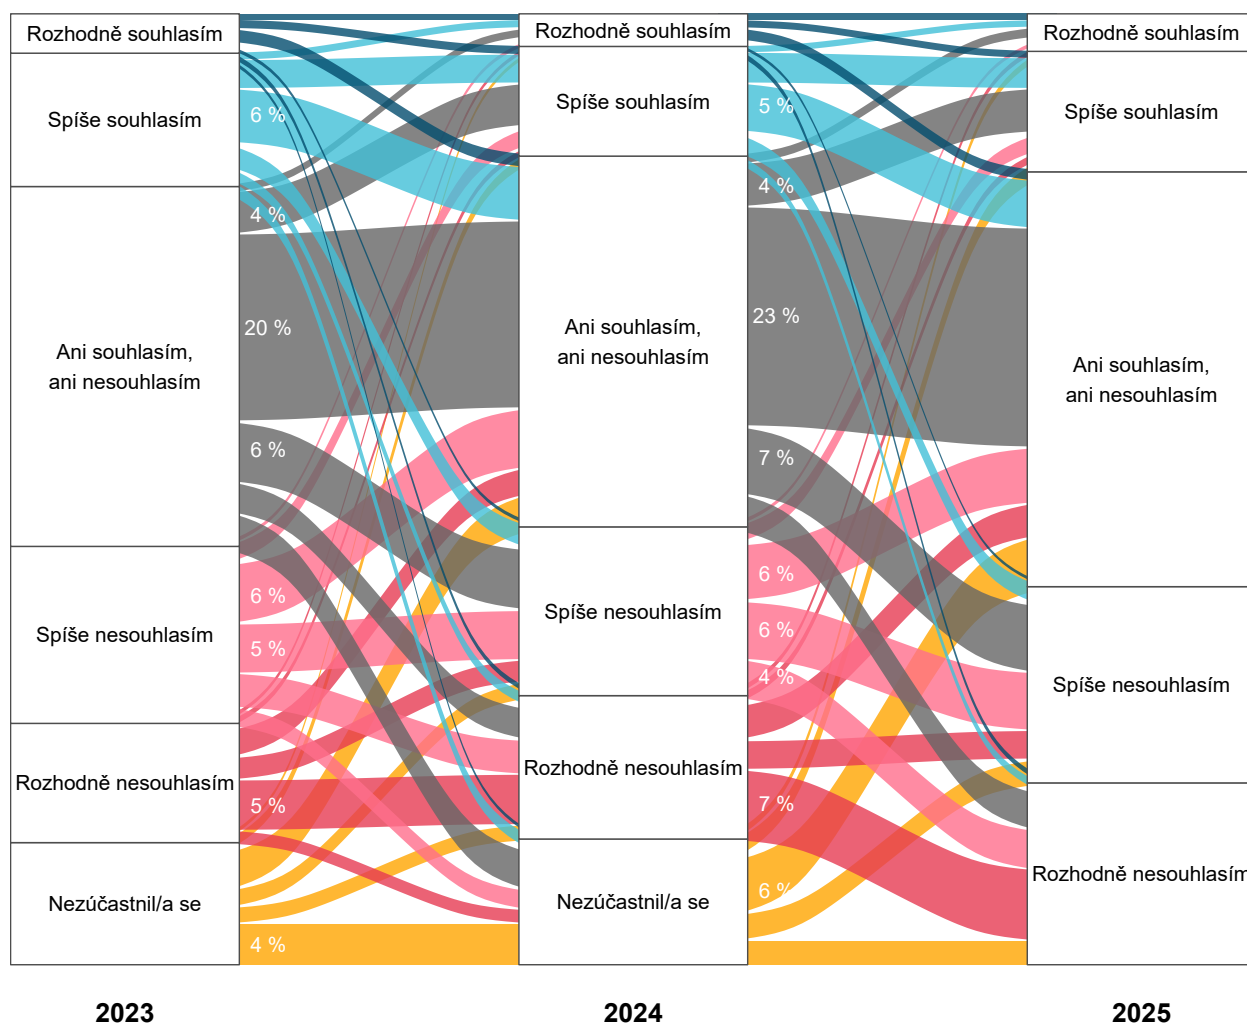 Rozhodně souhlasím
Spíše souhlasím
Ani souhlasím,
ani nesouhlasím
Spíše nesouhlasím
Rozhodně nesouhlasím
Nezúčastnil/a se
6 %
4 %
20 %
6 %
6 %
5 %
5 %
4 %
Rozhodně souhlasím
Spíše souhlasím
Ani souhlasím,
ani nesouhlasím
Spíše nesouhlasím
Rozhodně nesouhlasím
Nezúčastnil/a se
5 %
4 %
23 %
7 %
6 %
6 %
4 %
7 %
6 %
Rozhodně souhlasím
Spíše souhlasím
Ani souhlasím,
ani nesouhlasím
Spíše nesouhlasím
Rozhodně nesouhlasím
2023
2024
2025